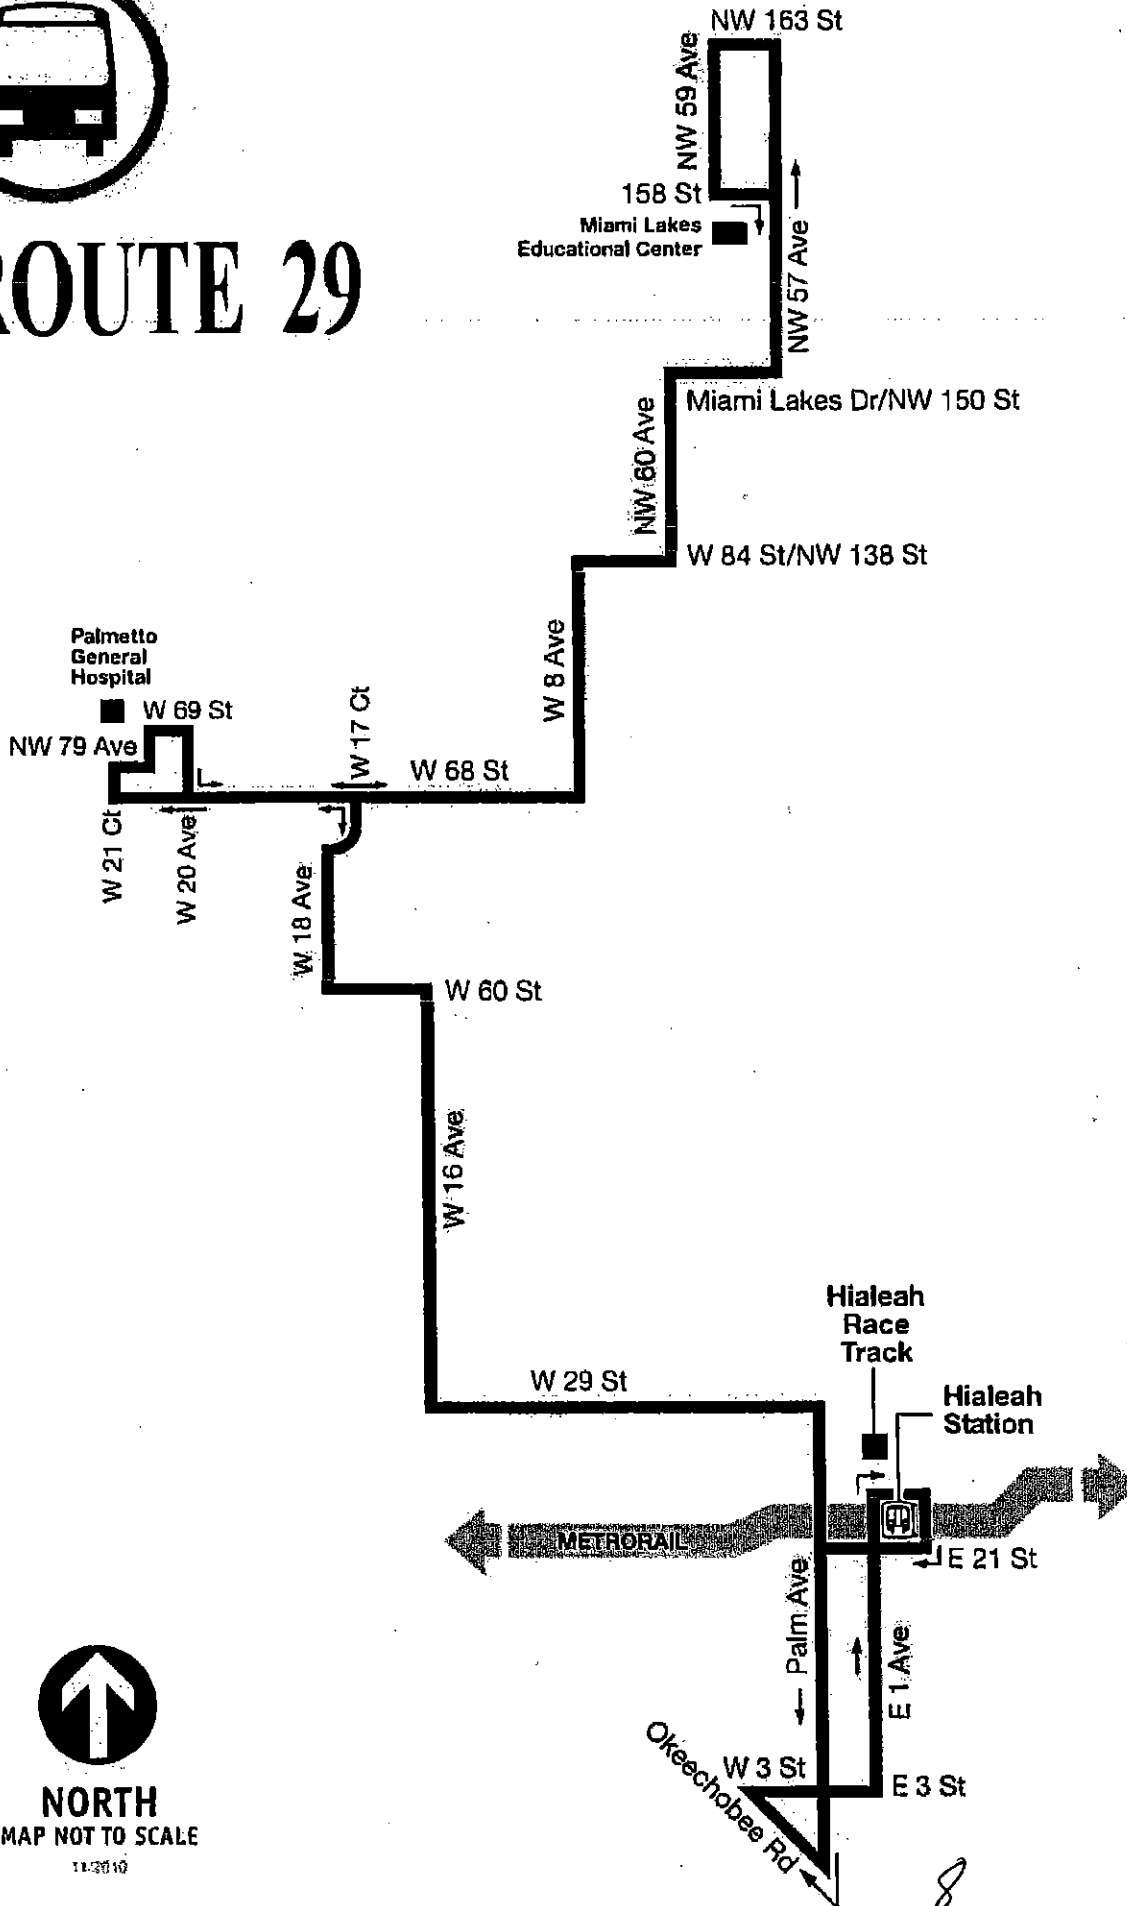 NW 163 St
NW 59 Ave
158 St
Miami Lakes
Educational Center
NW 57 Ave
ROUTE 29
Miami Lakes Dr/NW 150 St
NW 60 Ave
W 84 St/NW 138 St
W 8 Ave
Palmetto
General
Hospital
W 69 St
NW 79 Ave
W 17 Ct
W 68 St
W 21 Ct
W 20 Ave
W 18 Ave
W 60 St
W 16 Ave
Hialeah
Race
Track
W 29 St
Hialeah
Station
METRORAIL
E 21 St
Palm Ave
E 1 Ave
Okeechobee Rd
W 3 St
E 3 St
NORTH
MAP NOT TO SCALE
11/2010
8